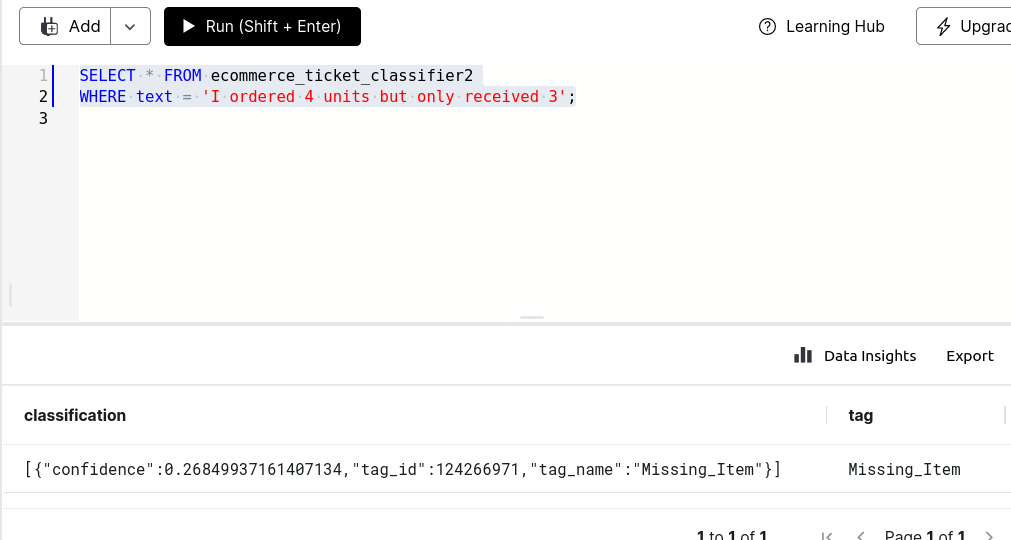 Add
Run (Shift + Enter)
Learning Hub
Upgrad
1 SELECT * FROM ecommerce_ticket_classifier2
2 WHERE text = 'I ordered 4 units but only received 3';
3
Data Insights
Export
classification tag
[{"confidence":0.26849937161407134,"tag_id":124266971,"tag_name":"Missing_Item"}] Missing_Item
1 to 1 of 1
Page 1 of 1